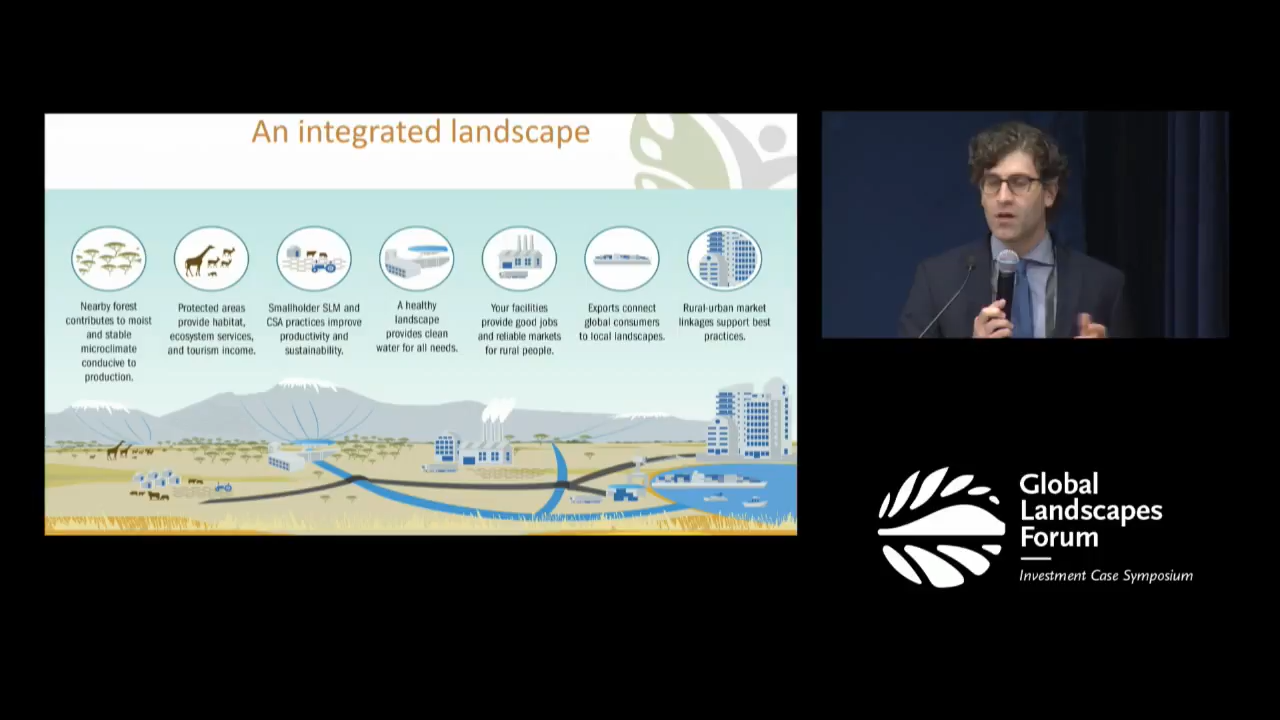 An integrated landscape
Nearby forest
contributes to moist
and stable
microclimate
conducive to
production.
Protected areas
provide habitat,
ecosystem services,
and tourism income.
Smallholder SLM and
CSA practices improve
productivity and
sustainability.
A healthy
landscape
provides clean
water for all needs.
Your facilities
provide good jobs
and reliable markets
for rural people.
Exports connect
global consumers
to local landscapes.
Rural-urban market
linkages support best
practices.
Global
Landscapes
Forum
Investment Case Symposium